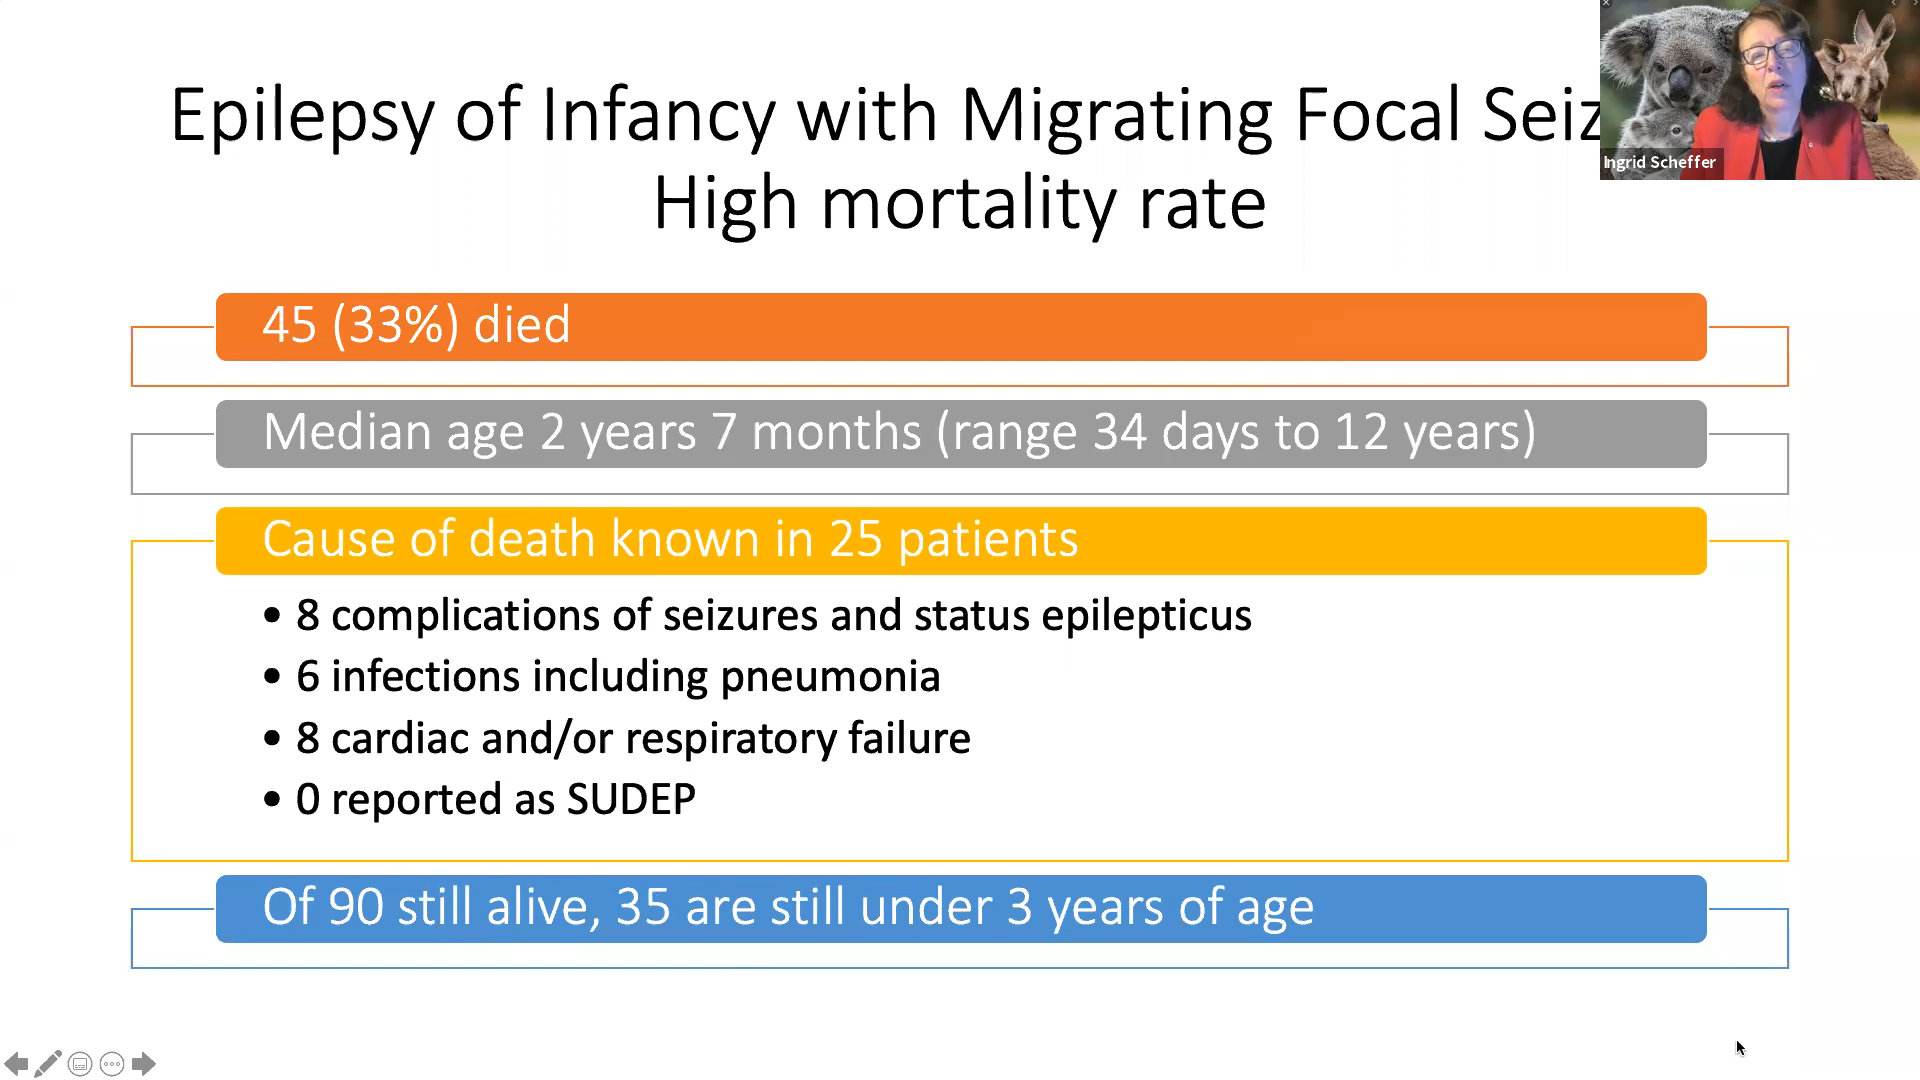 Epilepsy of Infancy with Migrating Focal Seiz
High mortality rate
Ingrid Scheffer
45 (33%) died
Median age 2 years 7 months (range 34 days to 12 years)
Cause of death known in 25 patients
• 8 complications of seizures and status epilepticus
• 6 infections including pneumonia
• 8 cardiac and/or respiratory failure
• 0 reported as SUDEP
Of 90 still alive, 35 are still under 3 years of age